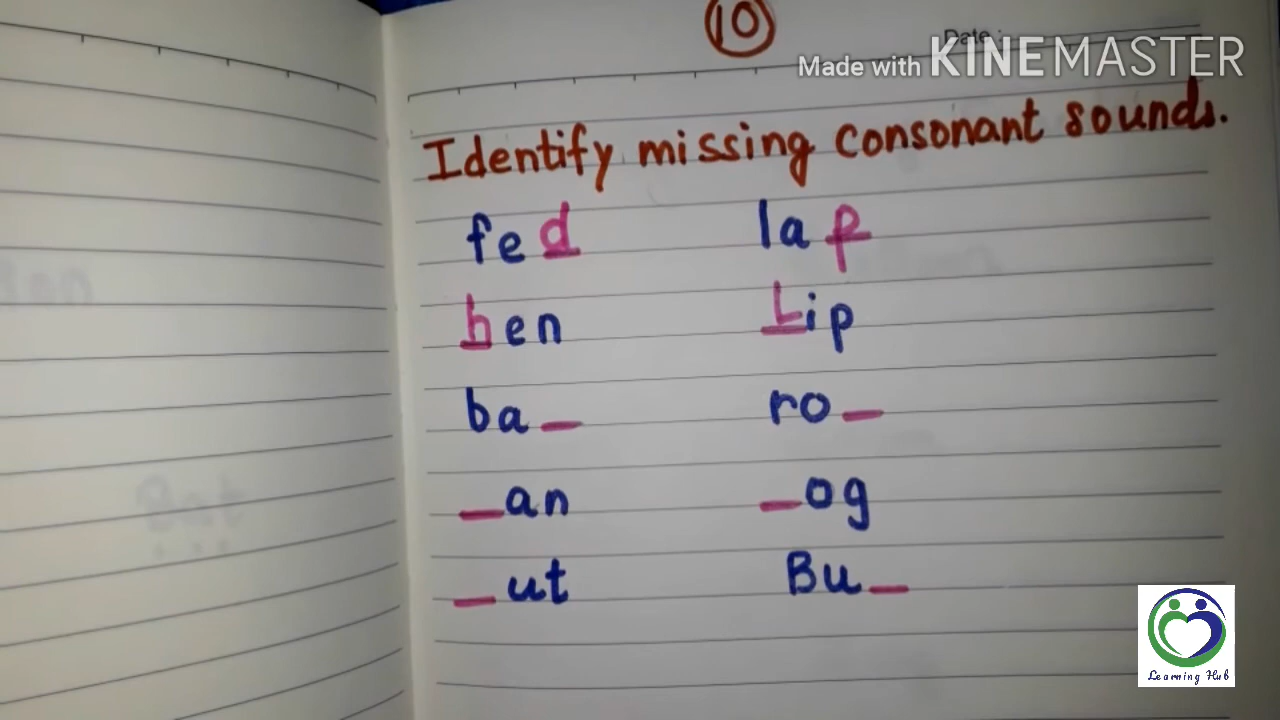 10
Date :
Made with KINEMASTER
Identify missing consonant sounds.
fed lap
hen Lip
ba_ ro_
_an _og
_ut Bu_
Learning Hub